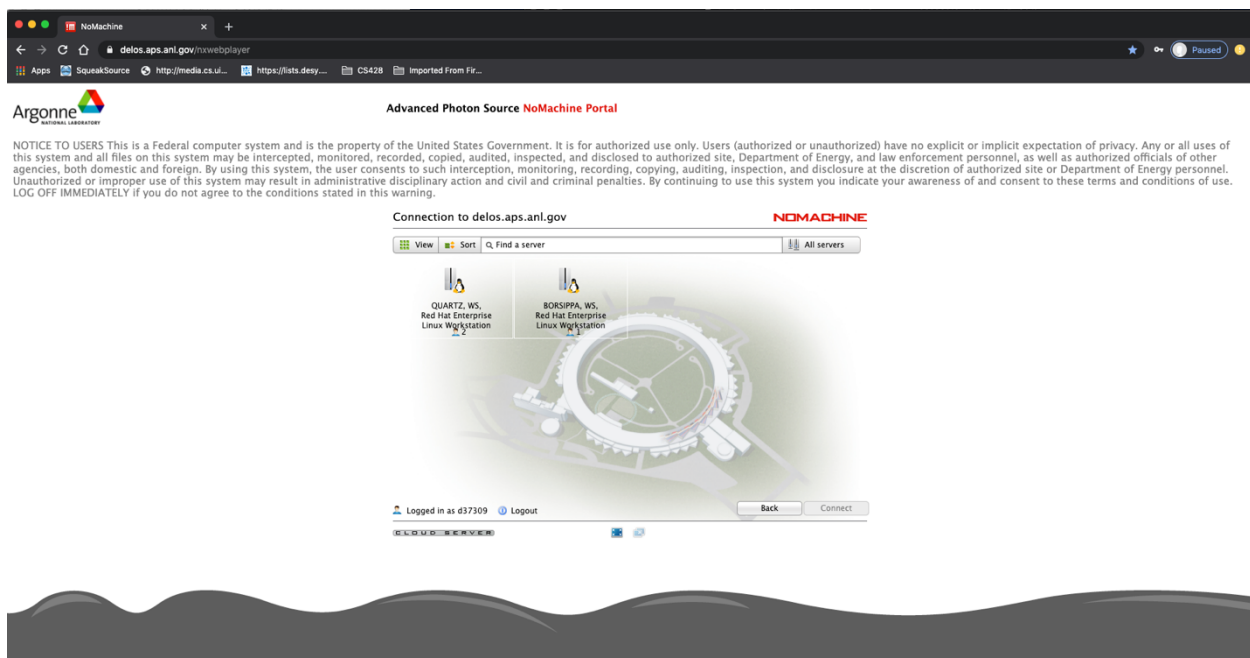 NoMachine
delos.aps.anl.gov/nxwebplayer
Paused
Apps SqueakSource http://media.cs.ui... https://lists.desy.... CS428 Imported From Fir...
Argonne
NATIONAL LABORATORY
Advanced Photon Source NoMachine Portal
NOTICE TO USERS This is a Federal computer system and is the property of the United States Government. It is for authorized use only. Users (authorized or unauthorized) have no explicit or implicit expectation of privacy. Any or all uses of
this system and all files on this system may be intercepted, monitored, recorded, copied, audited, inspected, and disclosed to authorized site, Department of Energy, and law enforcement personnel, as well as authorized officials of other
agencies, both domestic and foreign. By using this system, the user consents to such interception, monitoring, recording, copying, auditing, inspection, and disclosure at the discretion of authorized site or Department of Energy personnel.
Unauthorized or improper use of this system may result in administrative disciplinary action and civil and criminal penalties. By continuing to use this system you indicate your awareness of and consent to these terms and conditions of use.
LOG OFF IMMEDIATELY if you do not agree to the conditions stated in this warning.
Connection to delos.aps.anl.gov
NOMACHINE
View Sort Find a server All servers
QUARTZ, WS,
Red Hat Enterprise
Linux Workstation
2
BORSIPPA, WS,
Red Hat Enterprise
Linux Workstation
1
Logged in as d37309 Logout
Back Connect
CLOUD SERVER